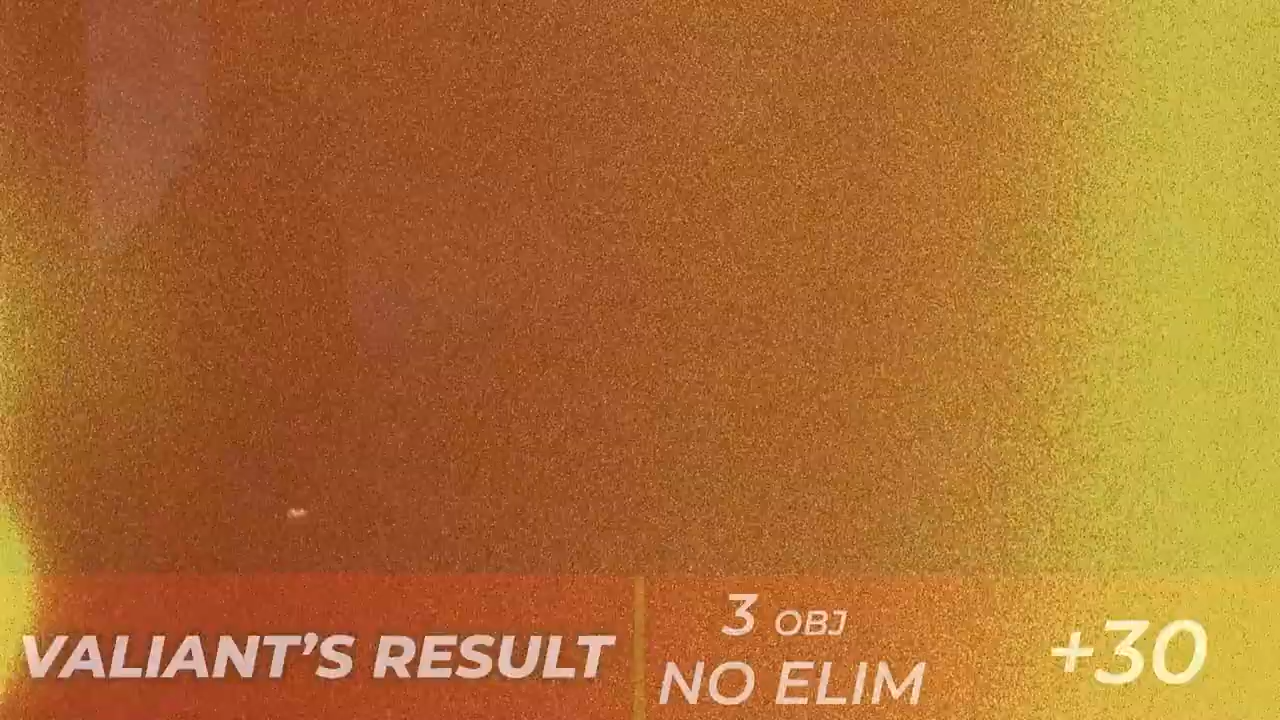 VALIANT’S RESULT
3 OBJ
NO ELIM
+30